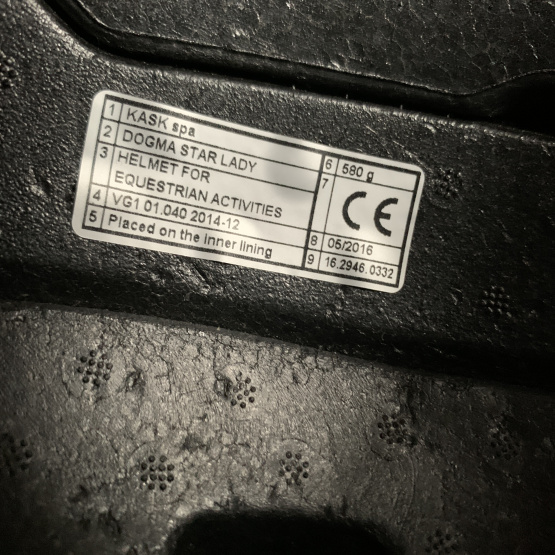 1 KASK spa
2 DOGMA STAR LADY
3 HELMET FOR
EQUESTRIAN ACTIVITIES
4 VG1 01.040 2014-12
5 Placed on the inner lining
6 580 g
7 CE
8 05/2016
9 16.2946.0332